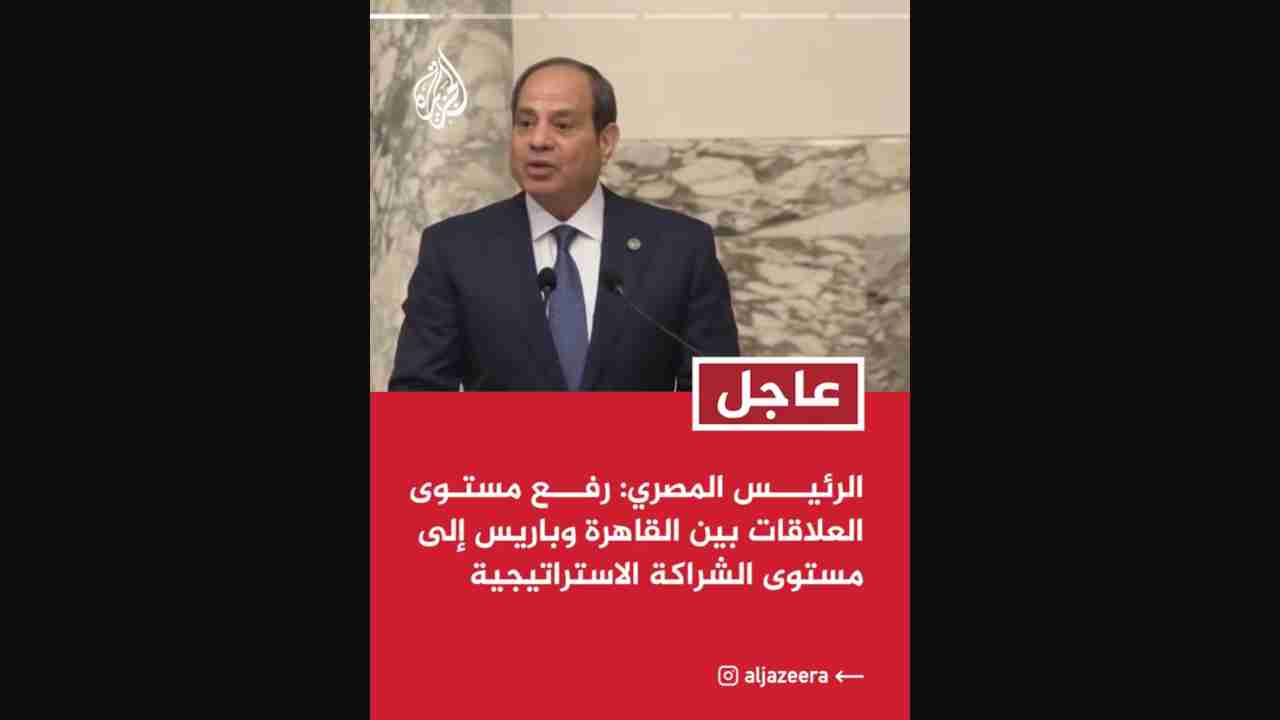 الجزيرة
عاجل
الرئيس المصري: رفع مستوى
العلاقات بين القاهرة وباريس إلى
مستوى الشراكة الاستراتيجية
aljazeera